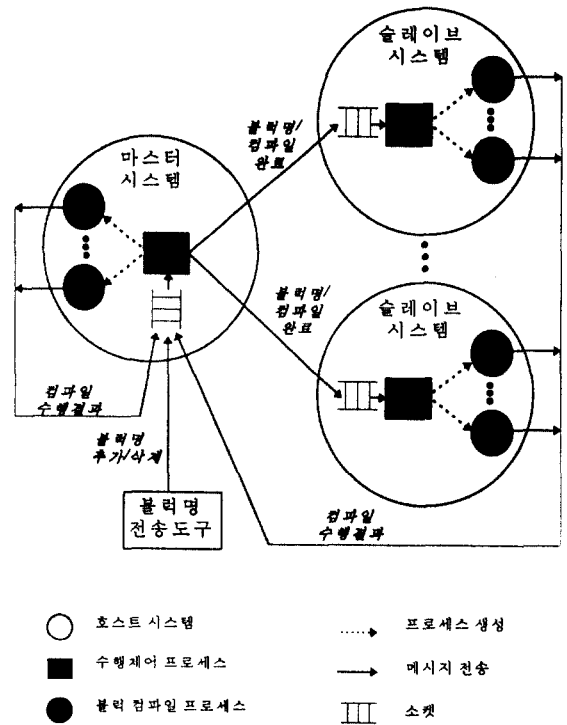 슬레이브
시스템
블럭명/
컴파일
완료
마스터
시스템
블럭명/
컴파일
완료
슬레이브
시스템
컴파일
수행결과
블럭명
추가/삭제
블럭명
전송도구
컴파일
수행결과
호스트 시스템
프로세스 생성
수행제어 프로세스
메시지 전송
블럭 컴파일 프로세스
소켓